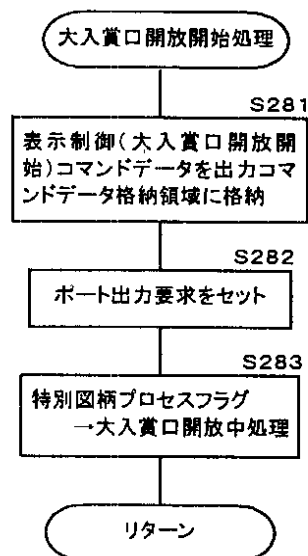 大入賞口開放開始処理
S281
表示制御(大入賞口開放開
始)コマンドデータを出力コマ
ンドデータ格納領域に格納
S282
ポート出力要求をセット
S283
特別図柄プロセスフラグ
→大入賞口開放中処理
リターン